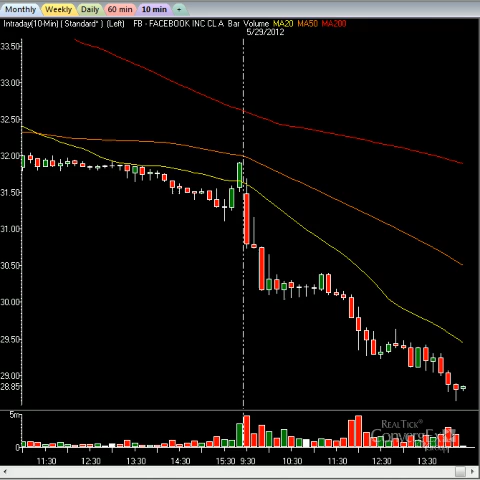 Monthly Weekly Daily 60 min 10 min +
Intraday(10-Min) (Standard*) (Left) FB - FACEBOOK INC CL A Bar Volume MA20 MA50 MA200
5/29/2012
33.50
33.00
32.50
32.00
31.50
31.00
30.50
30.00
29.50
29.00
28.85
5m
REALTICK®
0
11:30 12:30 13:30 14:30 15:30 9:30 10:30 11:30 12:30 13:30